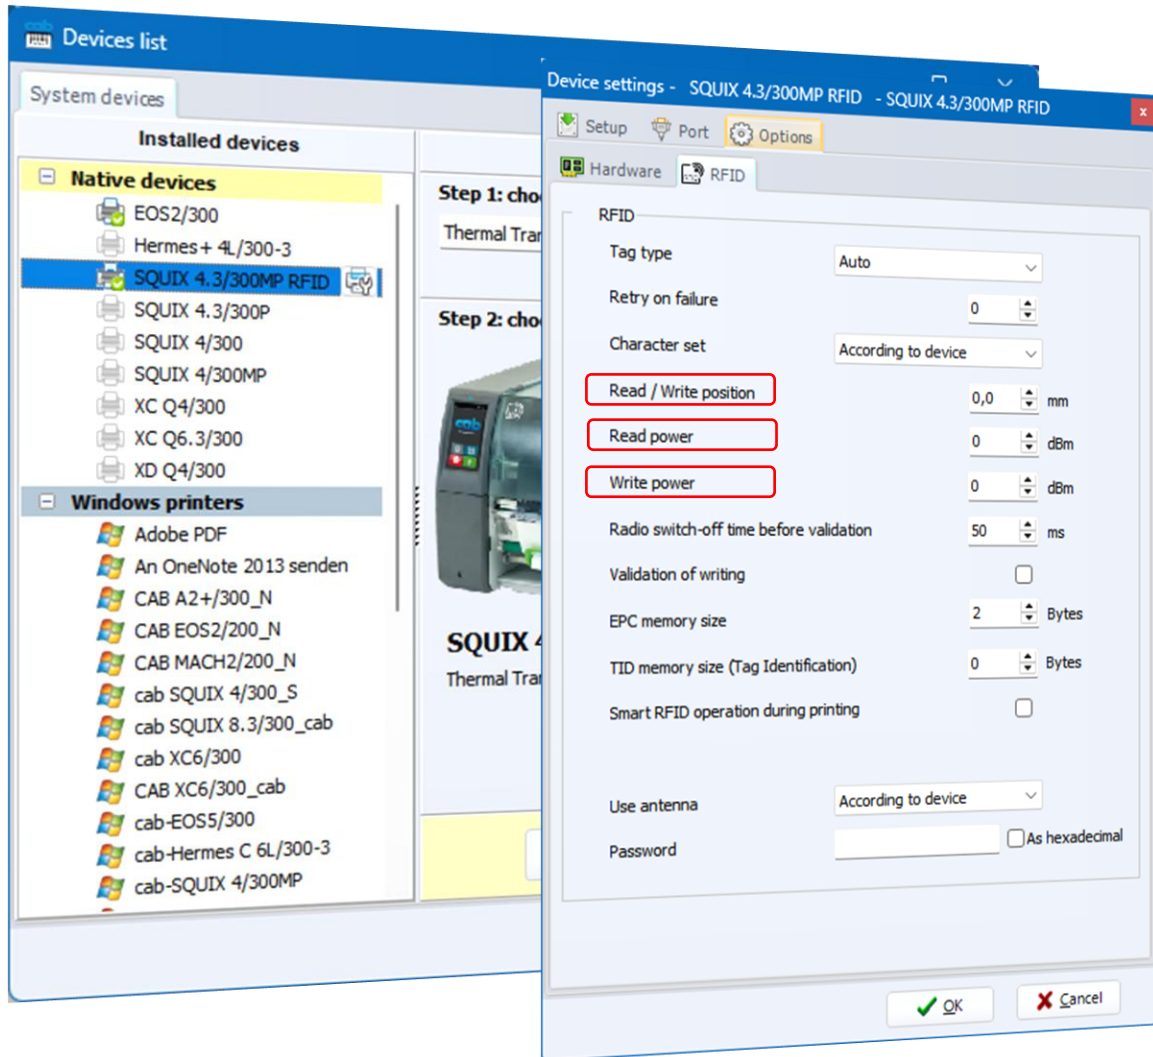 cab
Devices list
System devices
Installed devices
Native devices
EOS2/300
Hermes+ 4L/300-3
SQUIX 4.3/300MP RFID
SQUIX 4.3/300P
SQUIX 4/300
SQUIX 4/300MP
XC Q4/300
XC Q6.3/300
XD Q4/300
Windows printers
Adobe PDF
An OneNote 2013 senden
CAB A2+/300_N
CAB EOS2/200_N
CAB MACH2/200_N
cab SQUIX 4/300_S
cab SQUIX 8.3/300_cab
cab XC6/300
CAB XC6/300_cab
cab-EOS5/300
cab-Hermes C 6L/300-3
cab-SQUIX 4/300MP
Step 1: cho
Thermal Tran
Step 2: cho
cab
SQUIX 4
Thermal Tran
Device settings - SQUIX 4.3/300MP RFID - SQUIX 4.3/300MP RFID
Setup Port Options
Hardware RFID
RFID
Tag type Auto
Retry on failure 0
Character set According to device
Read / Write position 0,0 mm
Read power 0 dBm
Write power 0 dBm
Radio switch-off time before validation 50 ms
Validation of writing
EPC memory size 2 Bytes
TID memory size (Tag Identification) 0 Bytes
Smart RFID operation during printing
Use antenna According to device
Password As hexadecimal
OK Cancel